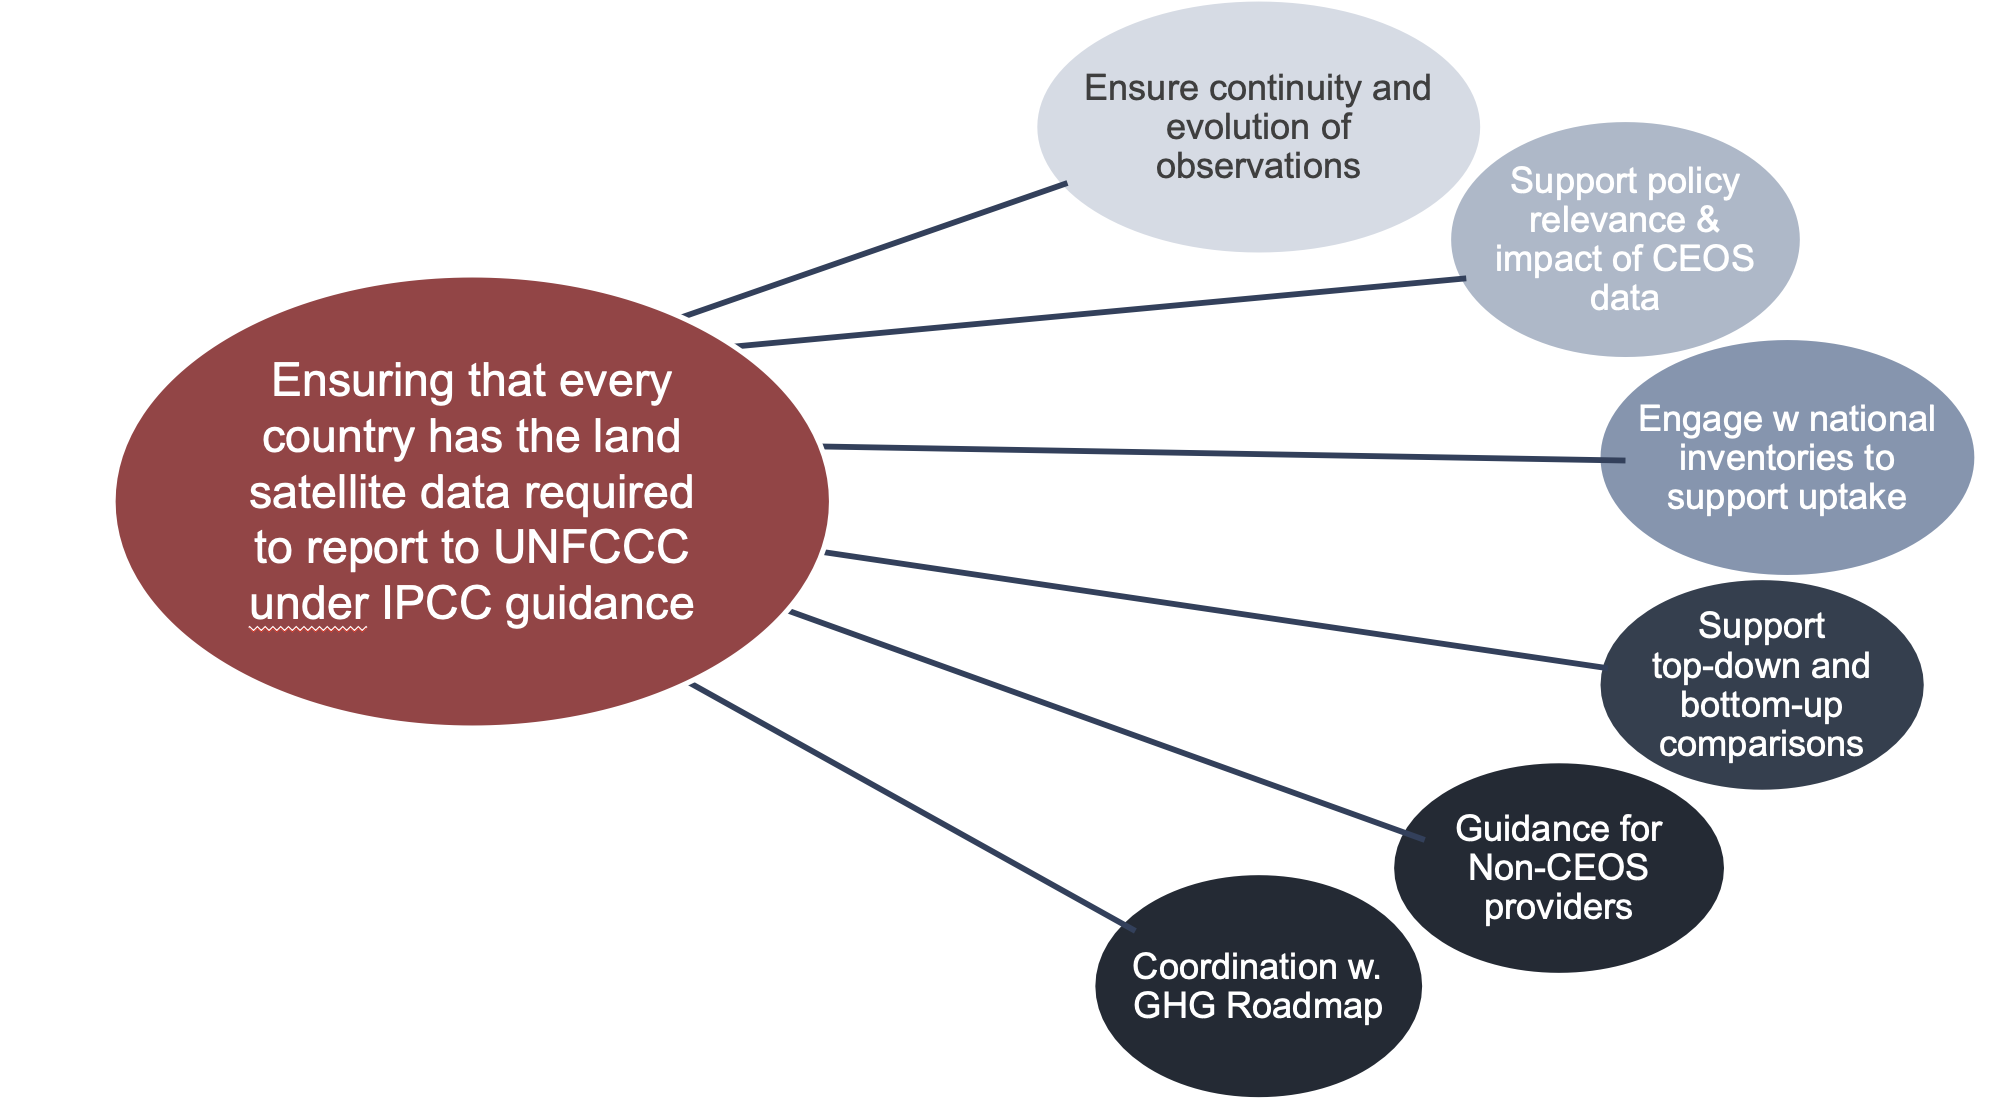 Ensure continuity and
evolution of
observations
Support policy
relevance &
impact of CEOS
data
Ensuring that every
country has the land
satellite data required
to report to UNFCCC
under IPCC guidance
Engage w national
inventories to
support uptake
Support
top-down and
bottom-up
comparisons
Guidance for
Non-CEOS
providers
Coordination w.
GHG Roadmap